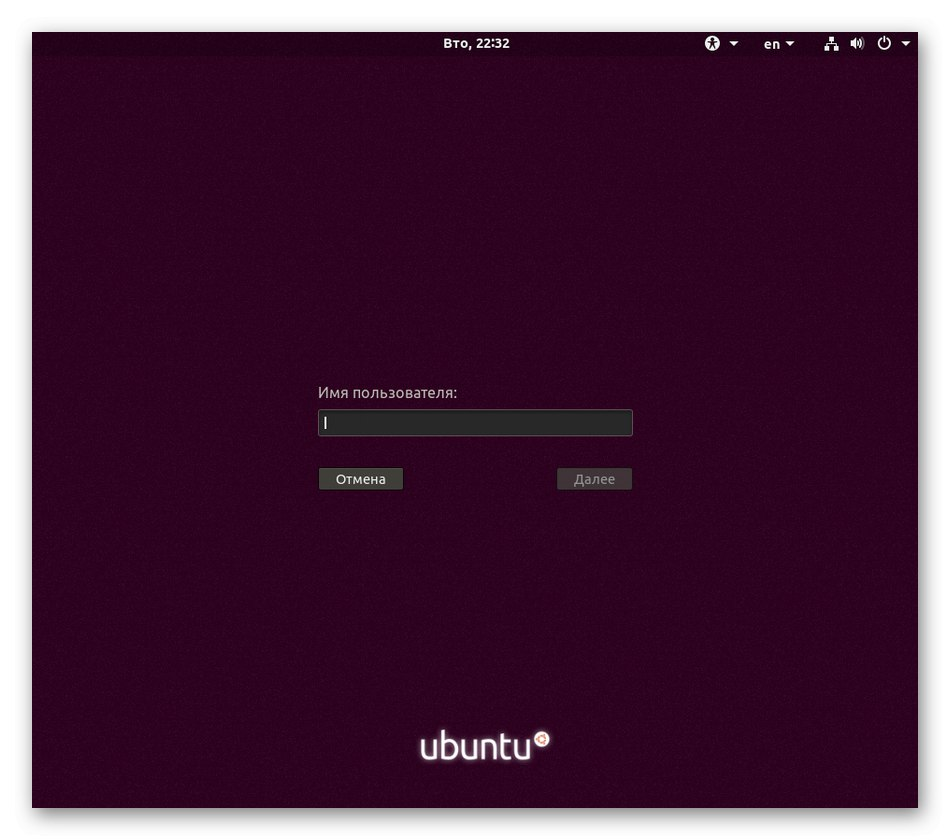 Вто, 22:32
en
Имя пользователя:
Отмена
Далее
ubuntu